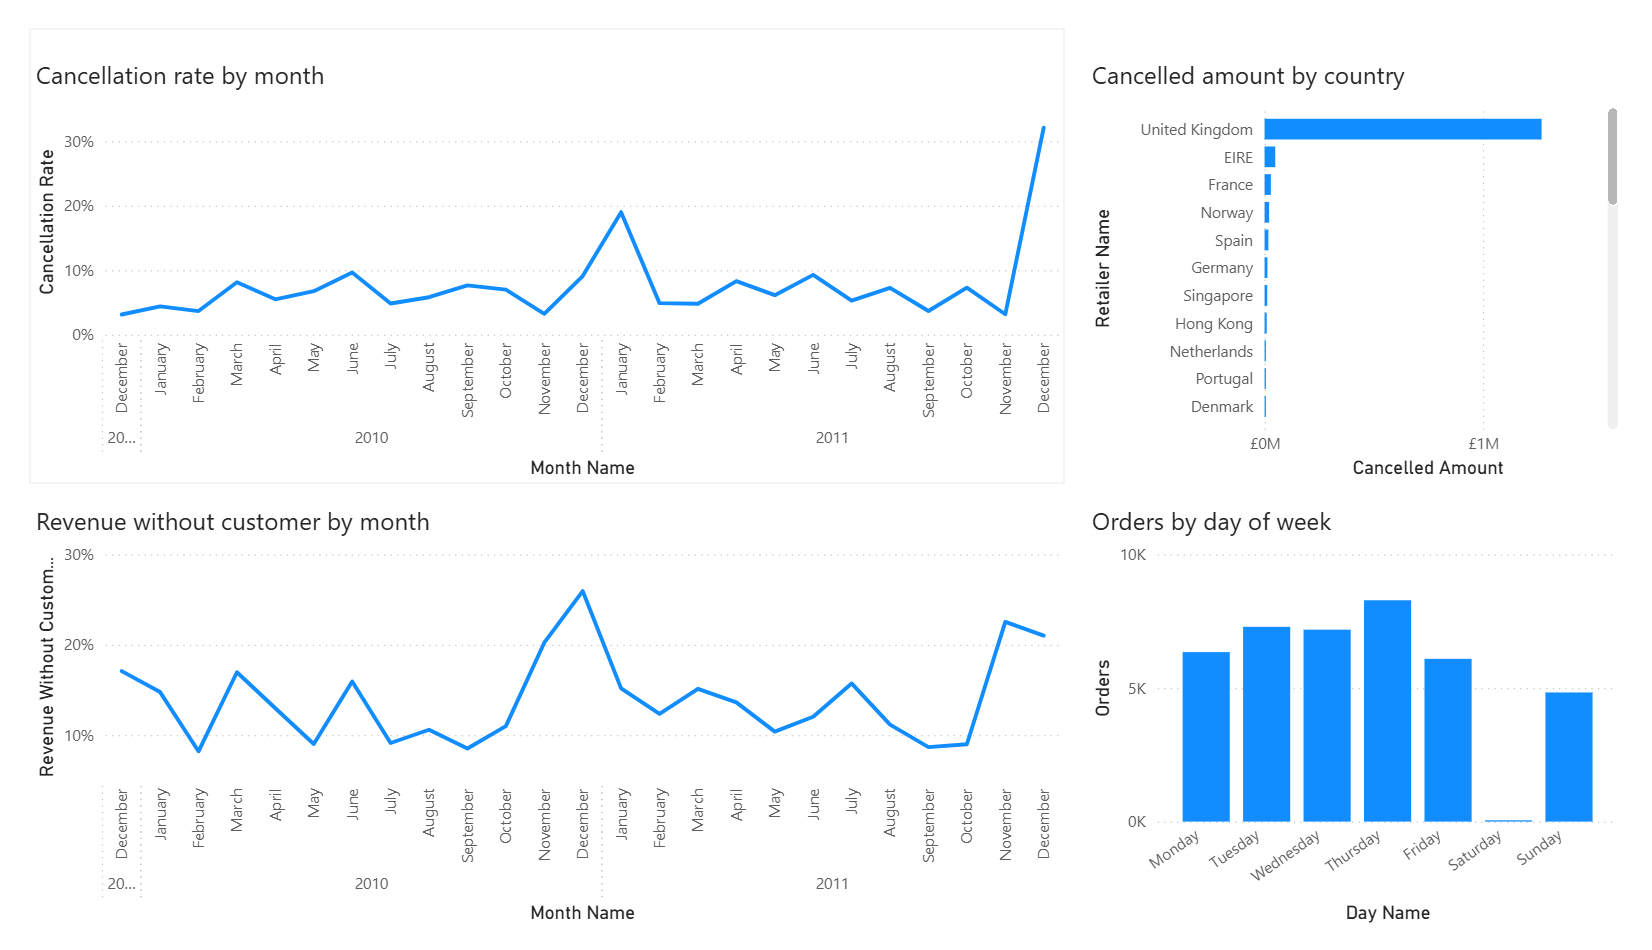 Cancellation rate by month
Cancellation Rate
30%
20%
10%
0%
December
January
February
March
April
May
June
July
August
September
October
November
December
January
February
March
April
May
June
July
August
September
October
November
December
20...
2010
2011
Month Name
Cancelled amount by country
Retailer Name
United Kingdom
EIRE
France
Norway
Spain
Germany
Singapore
Hong Kong
Netherlands
Portugal
Denmark
£0M
£1M
Cancelled Amount
Revenue without customer by month
Revenue Without Custom...
30%
20%
10%
December
January
February
March
April
May
June
July
August
September
October
November
December
January
February
March
April
May
June
July
August
September
October
November
December
20...
2010
2011
Month Name
Orders by day of week
Orders
10K
5K
0K
Monday
Tuesday
Wednesday
Thursday
Friday
Saturday
Sunday
Day Name